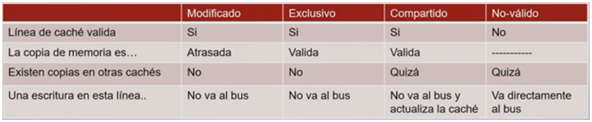 Modificado Exclusivo Compartido No-válido
Línea de caché valida Si Si Si No
La copia de memoria es… Atrasada Valida Valida -----------
Existen copias en otras cachés No No Quizá Quizá
Una escritura en esta línea.. No va al bus No va al bus No va al bus y Va directamente
actualiza la caché al bus